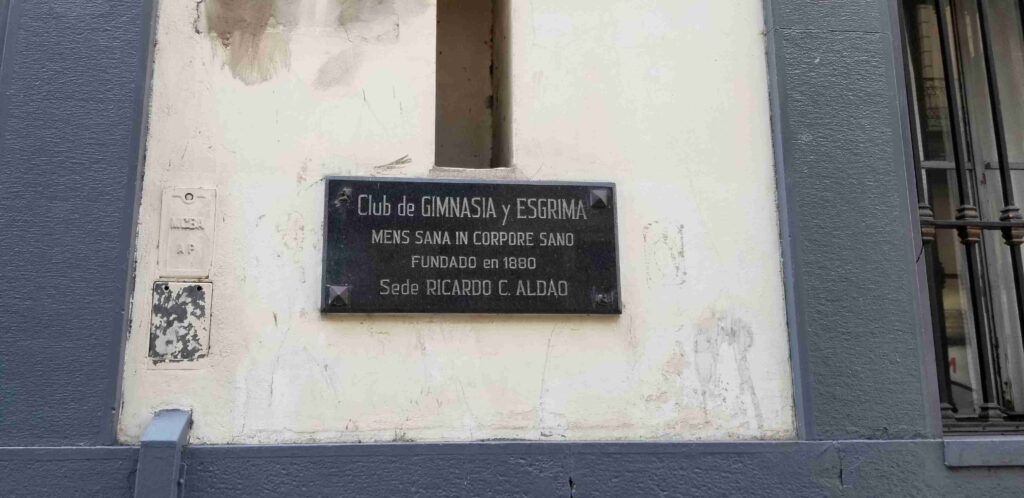 Club de GIMNASIA y ESGRIMA
MENS SANA IN CORPORE SANO
FUNDADO en 1880
Sede RICARDO C. ALDAO
A P